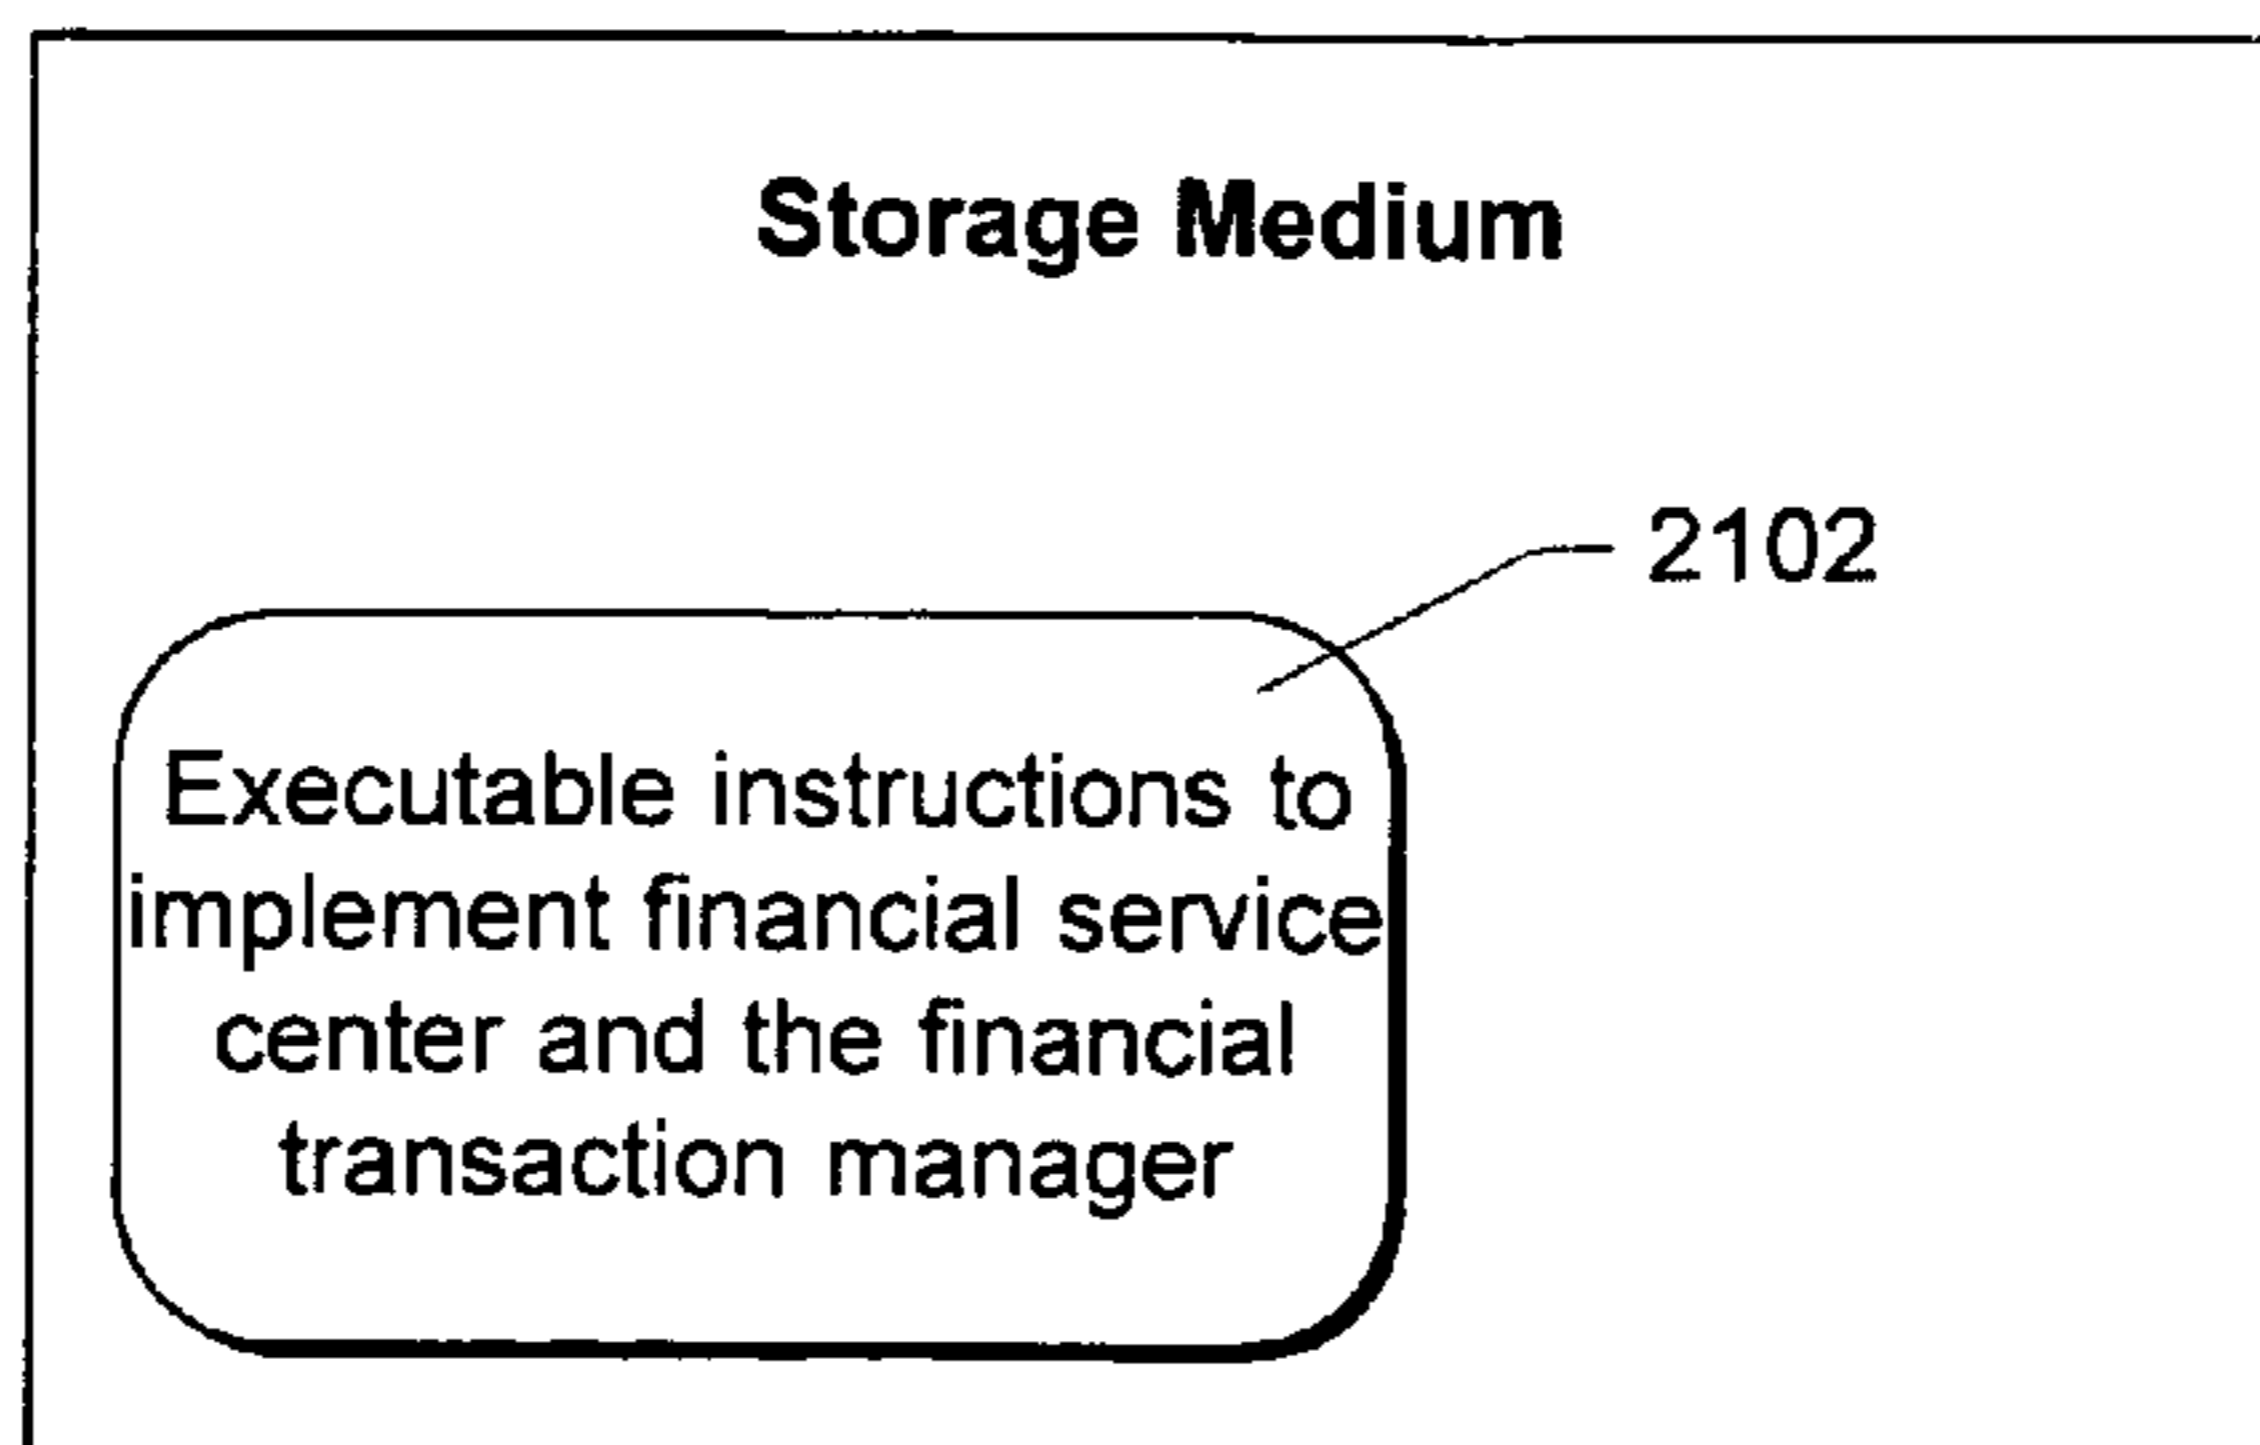 Storage Medium
2102
Executable instructions to
implement financial service
center and the financial
transaction manager